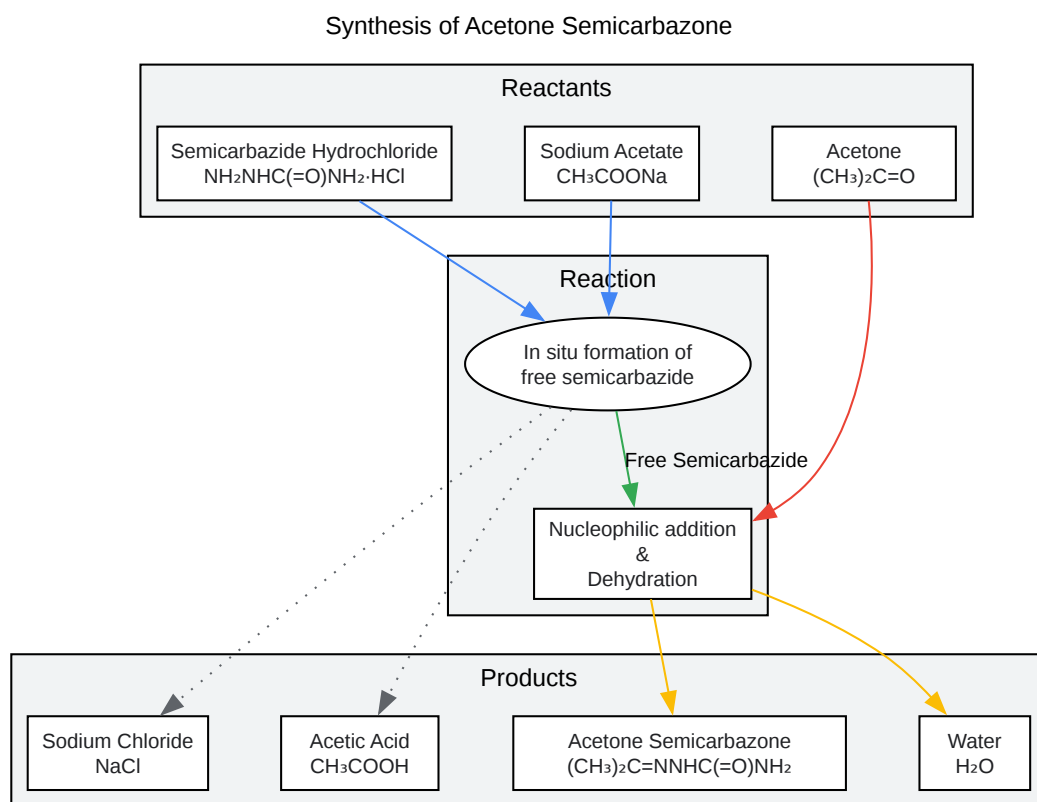 Synthesis of Acetone Semicarbazone
Reactants
Semicarbazide Hydrochloride
NH₂NHC(=O)NH₂·HCl
Sodium Acetate
CH₃COONa
Acetone
(CH₃)₂C=O
Reaction
In situ formation of
free semicarbazide
Free Semicarbazide
Nucleophilic addition
&
Dehydration
Products
Sodium Chloride
NaCl
Acetic Acid
CH₃COOH
Acetone Semicarbazone
(CH₃)₂C=NNHC(=O)NH₂
Water
H₂O